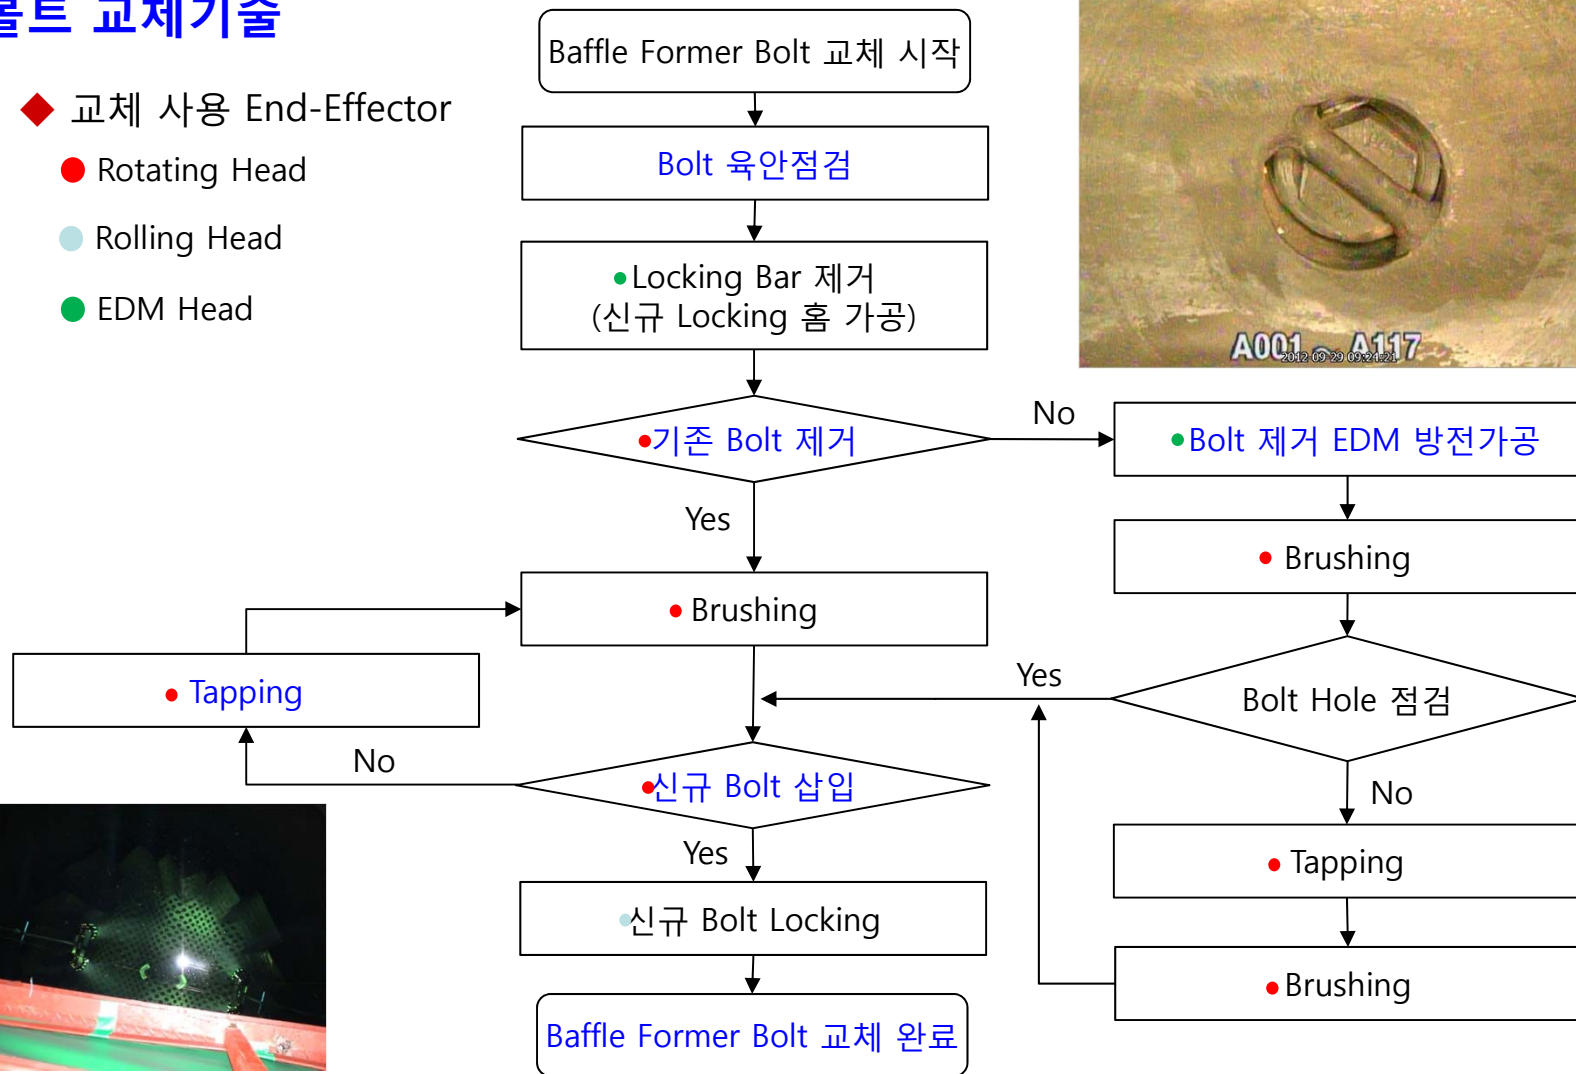 볼트 교체기술
◆ 교체 사용 End-Effector
● Rotating Head
● Rolling Head
● EDM Head
Baffle Former Bolt 교체 시작
Bolt 육안점검
•Locking Bar 제거
(신규 Locking 홈 가공)
A001 ~ A117
2012-09-29 09:24:21
•기존 Bolt 제거
No
•Bolt 제거 EDM 방전가공
Yes
• Brushing
• Brushing
• Tapping
Yes
Bolt Hole 점검
No
•신규 Bolt 삽입
No
Yes
• Tapping
•신규 Bolt Locking
• Brushing
Baffle Former Bolt 교체 완료